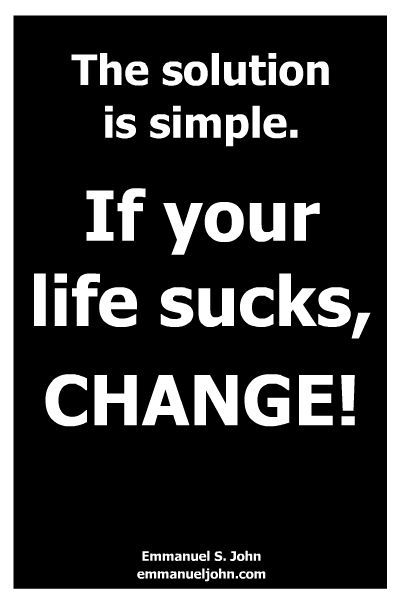 The solution
is simple.
If your
life sucks,
CHANGE!
Emmanuel S. John
emmanueljohn.com